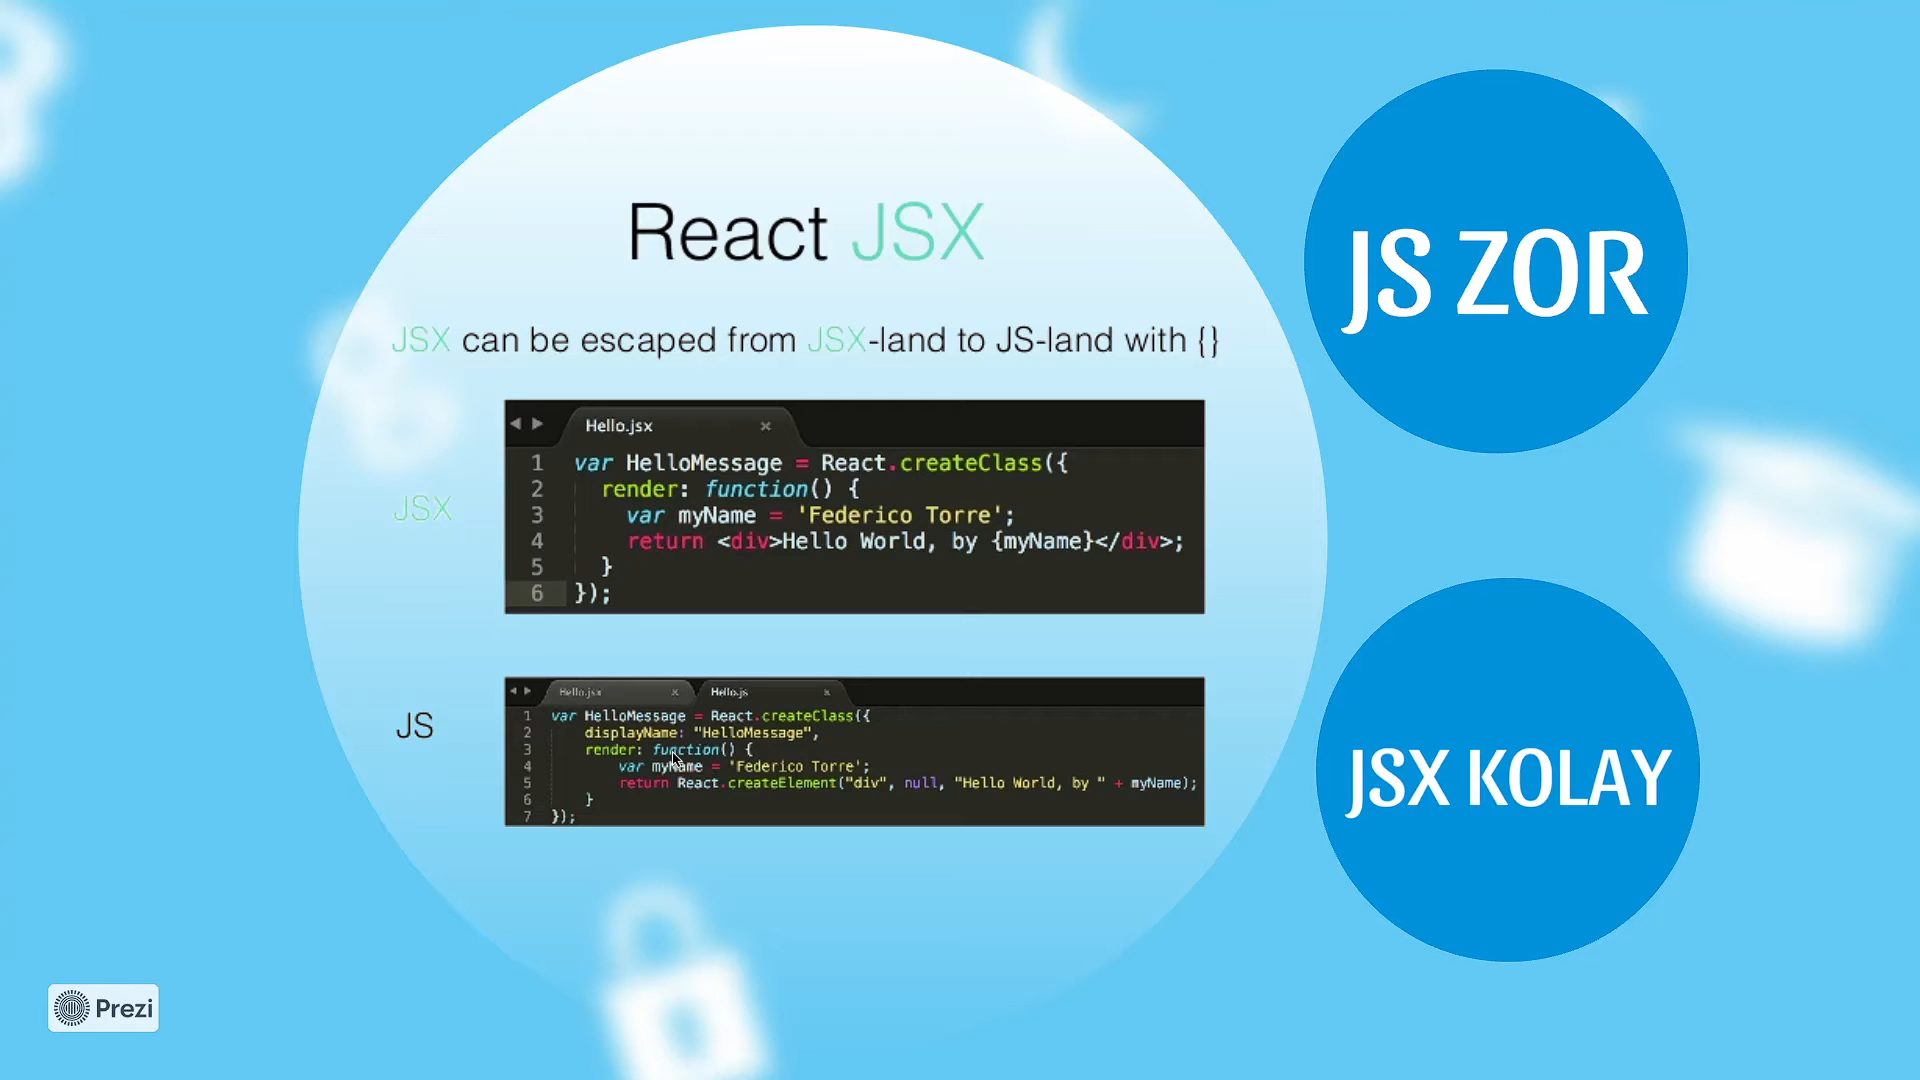 React JSX
JSX can be escaped from JSX-land to JS-land with {}
JSX
Hello.jsx
1 var HelloMessage = React.createClass({
2 render: function() {
3 var myName = 'Federico Torre';
4 return <div>Hello World, by {myName}</div>;
5 }
6 });
JS
Hello.jsx Hello.js
1 var HelloMessage = React.createClass({
2 displayName: "HelloMessage",
3 render: function() {
4 var myName = 'Federico Torre';
5 return React.createElement("div", null, "Hello World, by " + myName);
6 }
7 });
JS ZOR
JSX KOLAY
Prezi